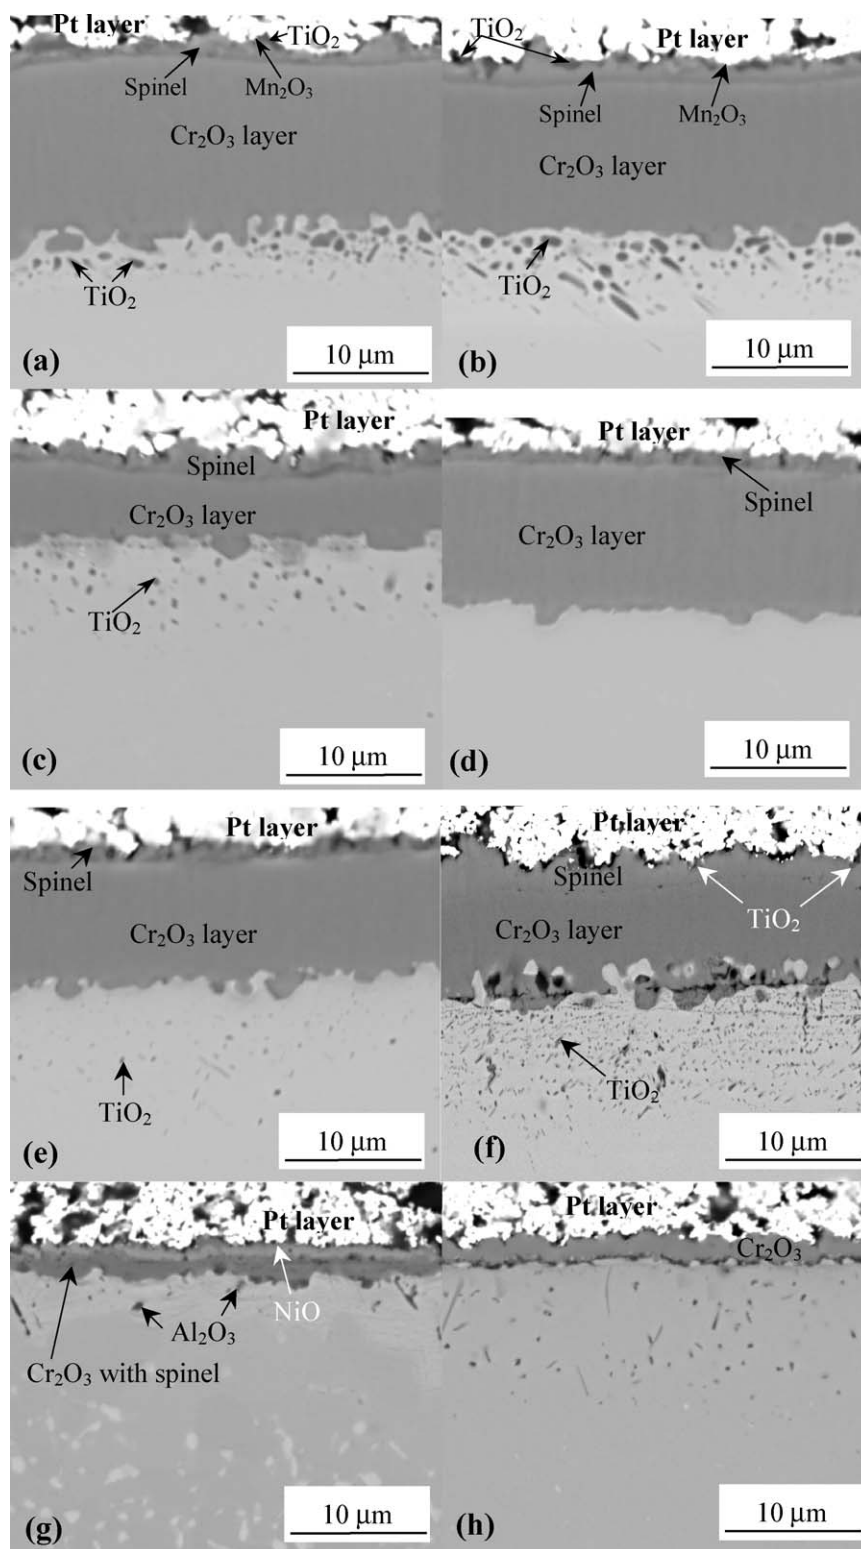 Pt layer
TiO₂
Spinel
Mn₂O₃
Cr₂O₃ layer
TiO₂
(a)
10 μm
TiO₂
Pt layer
Spinel
Mn₂O₃
Cr₂O₃ layer
TiO₂
(b)
10 μm
Pt layer
Spinel
Cr₂O₃ layer
TiO₂
(c)
10 μm
Pt layer
Spinel
Cr₂O₃ layer
(d)
10 μm
Pt layer
Spinel
Cr₂O₃ layer
TiO₂
(e)
10 μm
Pt layer
Spinel
TiO₂
Cr₂O₃ layer
TiO₂
(f)
10 μm
Pt layer
NiO
Al₂O₃
Cr₂O₃ with spinel
(g)
10 μm
Pt layer
Cr₂O₃
(h)
10 μm